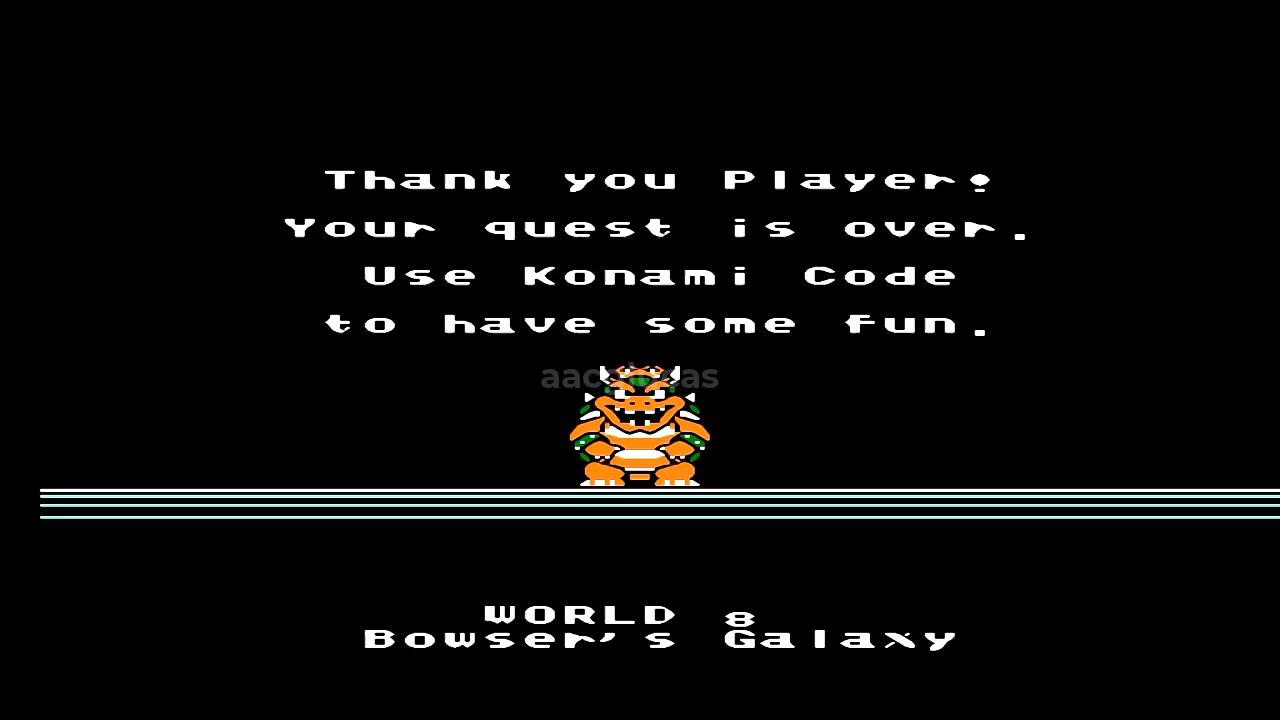 Thank you Player!
Your quest is over.
Use Konami Code
to have some fun.
WORLD 8
Bowser's Galaxy